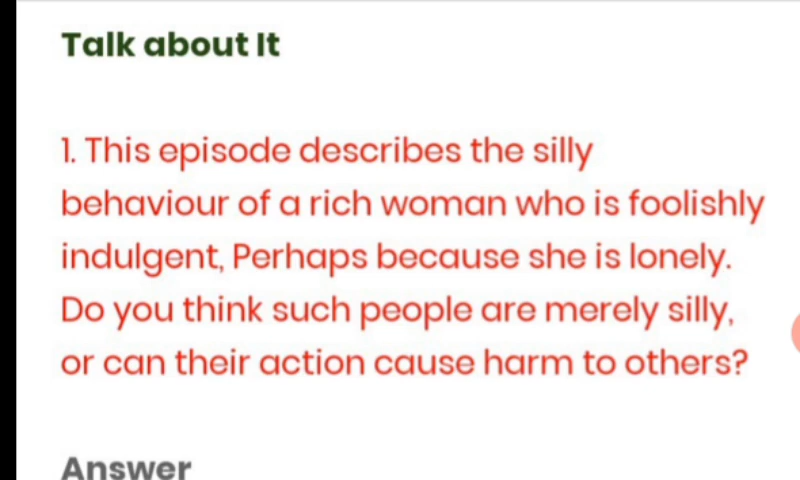 Talk about It
1. This episode describes the silly
behaviour of a rich woman who is foolishly
indulgent, Perhaps because she is lonely.
Do you think such people are merely silly,
or can their action cause harm to others?
Answer